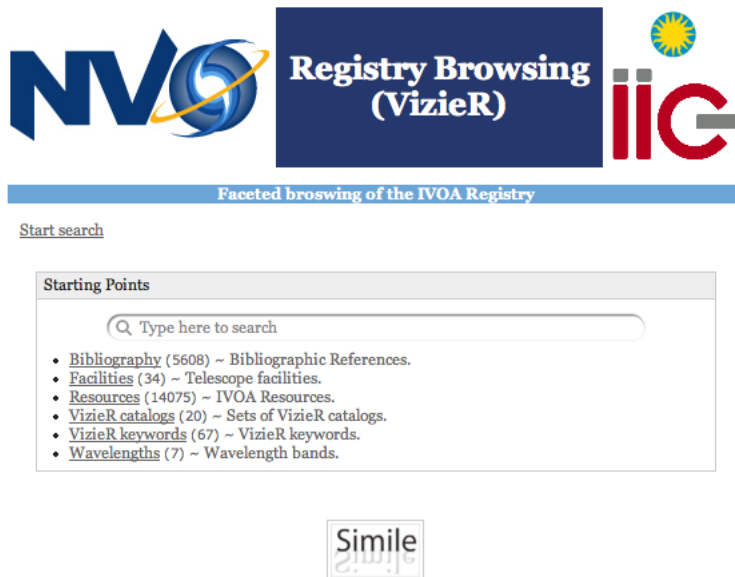 NVO
Registry Browsing
(VizieR)
iic
Faceted broswing of the IVOA Registry
Start search
Starting Points
Type here to search
• Bibliography (5608) ~ Bibliographic References.
• Facilities (34) ~ Telescope facilities.
• Resources (14075) ~ IVOA Resources.
• VizieR catalogs (20) ~ Sets of VizieR catalogs.
• VizieR keywords (67) ~ VizieR keywords.
• Wavelengths (7) ~ Wavelength bands.
Simile